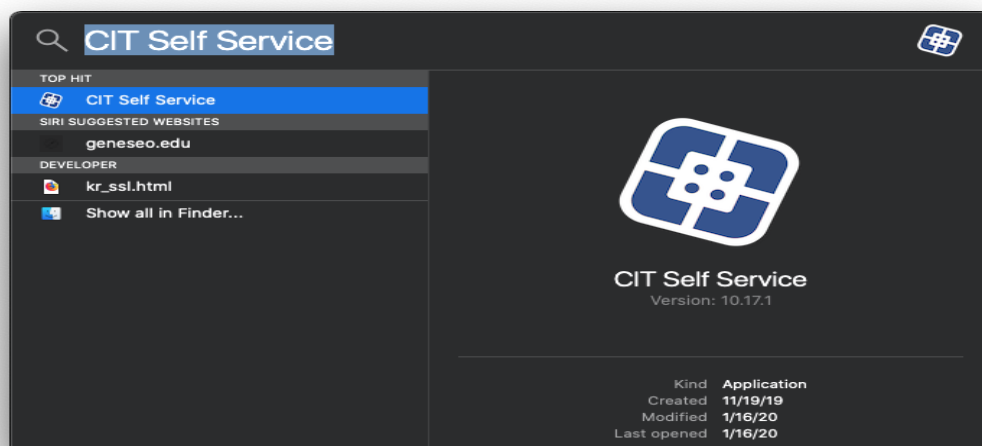 CIT Self Service
TOP HIT
CIT Self Service
SIRI SUGGESTED WEBSITES
geneseo.edu
DEVELOPER
kr_ssl.html
Show all in Finder...
CIT Self Service
Version: 10.17.1
Kind Application
Created 11/19/19
Modified 1/16/20
Last opened 1/16/20